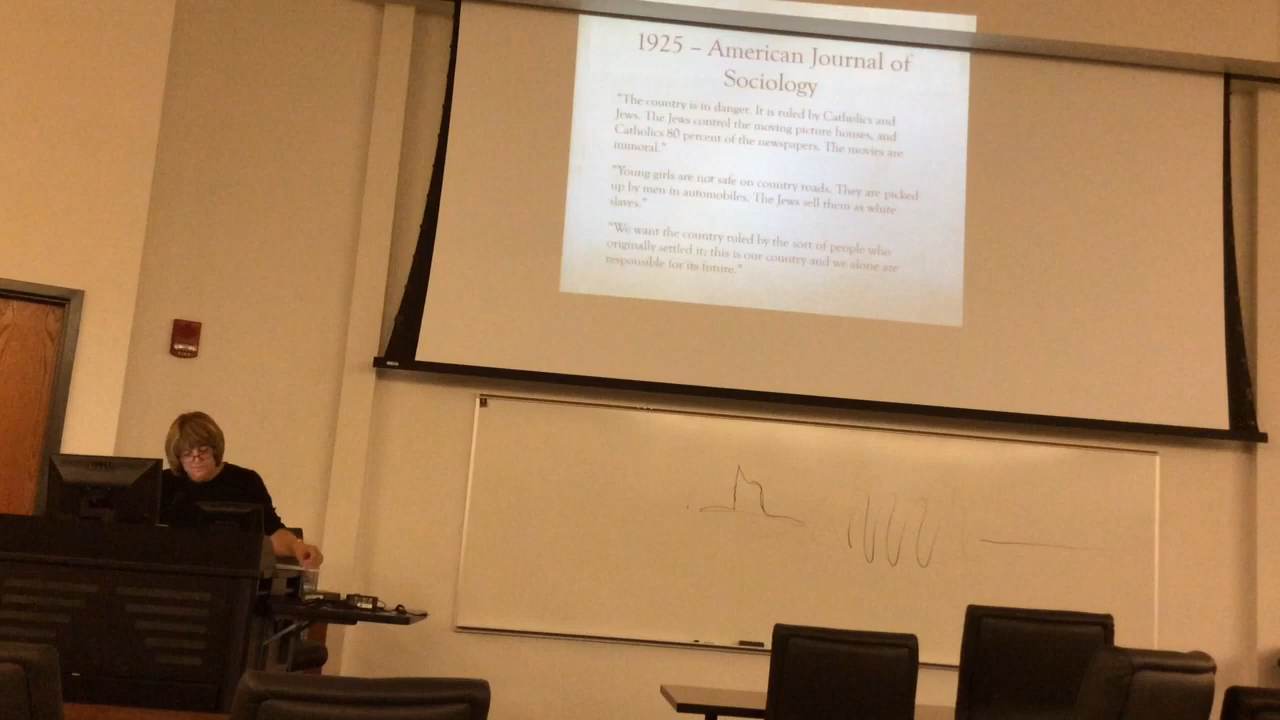 1925 – American Journal of
Sociology
"The country is in danger. It is ruled by Catholics and
Jews. The Jews control the moving picture houses, and
Catholics 80 percent of the newspapers. The movies are
immoral."
"Young girls are not safe on country roads. They are picked
up by men in automobiles. The Jews sell them as white
slaves."
"We want the country ruled by the sort of people who
originally settled it; this is our country and we alone are
responsible for its future."